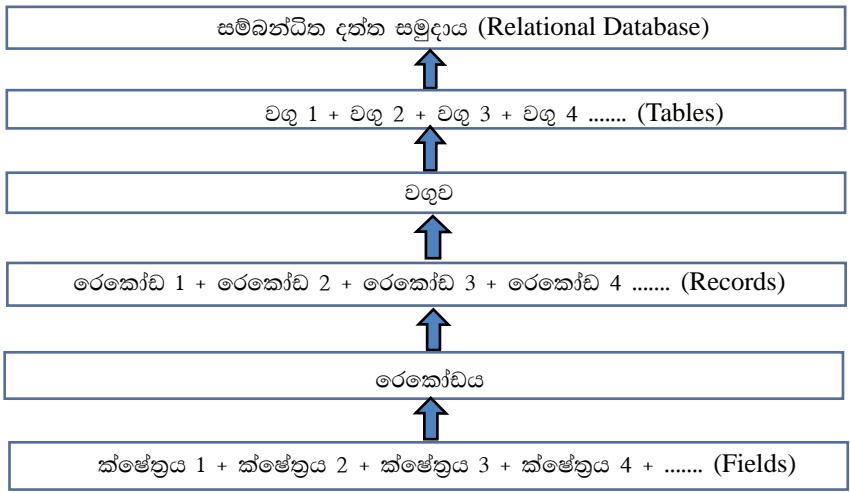 සම්බන්ධිත දත්ත සමුදාය (Relational Database)
වගු 1 + වගු 2 + වගු 3 + වගු 4 ....... (Tables)
වගුව
රෙකෝඩ 1 + රෙකෝඩ 2 + රෙකෝඩ 3 + රෙකෝඩ 4 ....... (Records)
රෙකෝඩය
ක්ෂේත්‍රය 1 + ක්ෂේත්‍රය 2 + ක්ෂේත්‍රය 3 + ක්ෂේත්‍රය 4 + ....... (Fields)